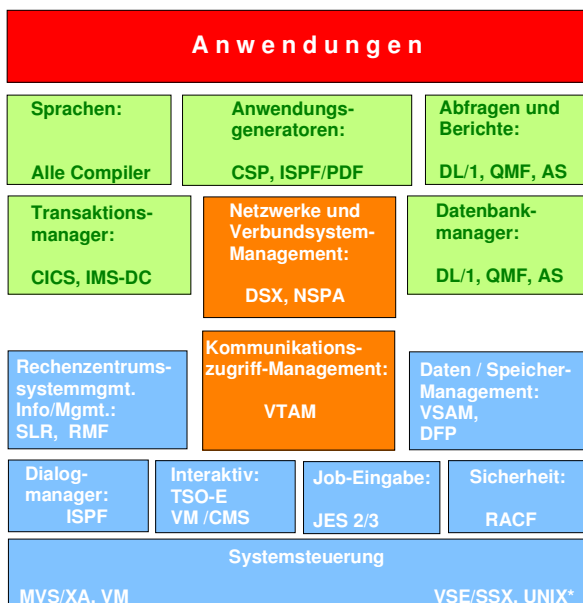 Anwendungen
Sprachen:
Alle Compiler
Anwendungs-
generatoren:
CSP, ISPF/PDF
Abfragen und
Berichte:
DL/1, QMF, AS
Transaktions-
manager:
CICS, IMS-DC
Netzwerke und
Verbundsystem-
Management:
DSX, NSPA
Datenbank-
manager:
DL/1, QMF, AS
Rechenzentrums-
systemmgmt.
Info/Mgmt.:
SLR, RMF
Kommunikations-
zugriff-Management:
VTAM
Daten / Speicher-
Management:
VSAM,
DFP
Dialog-
manager:
ISPF
Interaktiv:
TSO-E
VM /CMS
Job-Eingabe:
JES 2/3
Sicherheit:
RACF
Systemsteuerung
MVS/XA, VM
VSE/SSX, UNIX*